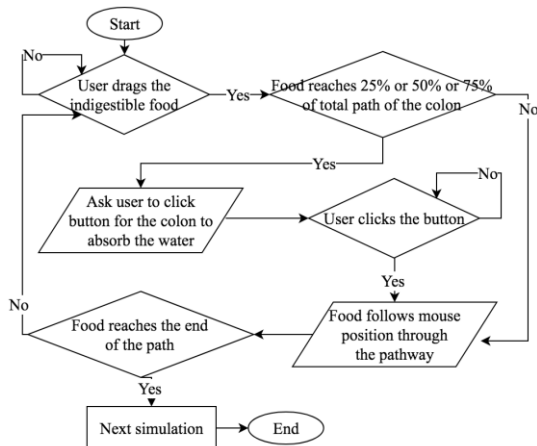 Start
No
User drags the
indigestible food
Yes
Food reaches 25% or 50% or 75%
of total path of the colon
No
Yes
Ask user to click
button for the colon to
absorb the water
User clicks the button
No
Yes
Food follows mouse
position through
the pathway
Food reaches the end
of the path
No
Yes
Next simulation
End